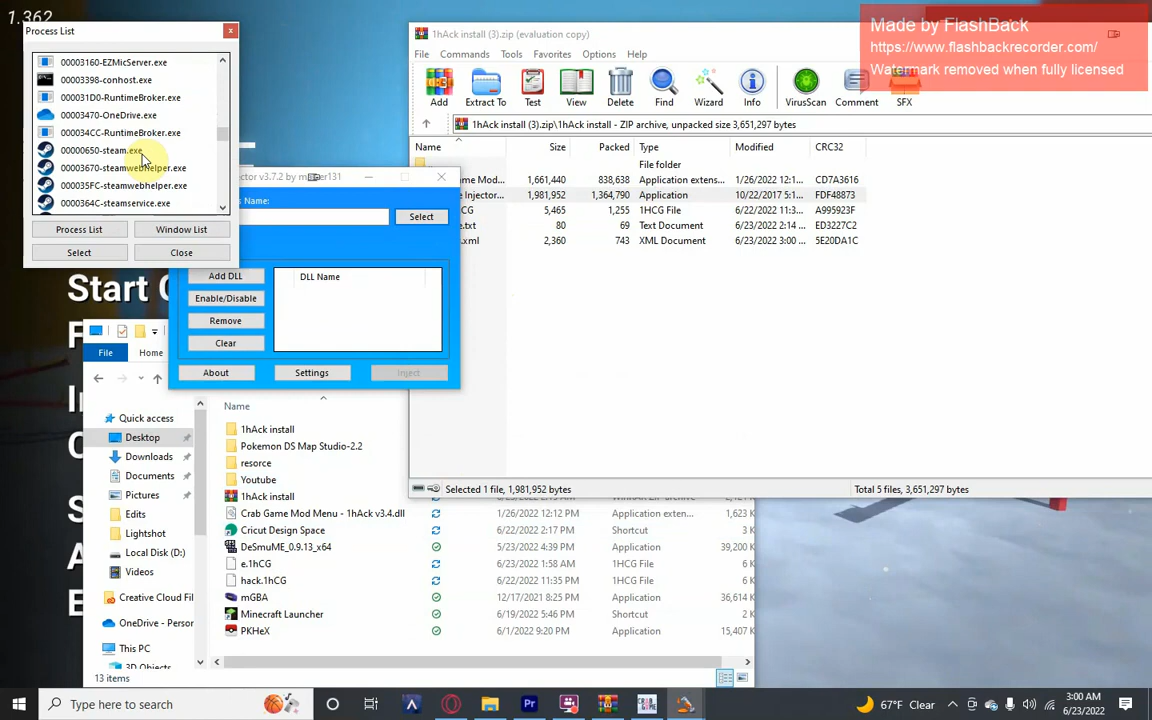 1.362
Process List
00003160-EZMicServer.exe
00003398-conhost.exe
000031D0-RuntimeBroker.exe
00003470-OneDrive.exe
000034CC-RuntimeBroker.exe
00000650-steam.exe
00003670-steamwebhelper.exe
000035FC-steamwebhelper.exe
0000364C-steamservice.exe
Process List
Window List
Select
Close
1hAck install (3).zip (evaluation copy)
File Commands Tools Favorites Options Help
Add Extract To Test View Delete Find Wizard Info VirusScan Comment SFX
1hAck install (3).zip\1hAck install - ZIP archive, unpacked size 3,651,297 bytes
Name Size Packed Type Modified CRC32
File folder
1,661,440 838,638 Application extens... 1/26/2022 12:1... CD7A3616
Injector... 1,981,952 1,364,790 Application 10/22/2017 5:1... FDF48873
CG 5,465 1,255 1HCG File 6/22/2022 11:3... A995923F
e.txt 80 69 Text Document 6/23/2022 2:14 ... ED3227C2
.xml 2,360 743 XML Document 6/23/2022 3:00 ... 5E20DA1C
Selected 1 file, 1,981,952 bytes
Total 5 files, 3,651,297 bytes
Made by FlashBack
https://www.flashbackrecorder.com/
Watermark removed when fully licensed
ector v3.7.2 by master131
s Name:
Select
Add DLL
Enable/Disable
Remove
Clear
DLL Name
About
Settings
Inject
Start
File
Home
Quick access
Desktop
Downloads
Documents
Pictures
Edits
Lightshot
Local Disk (D:)
Videos
Creative Cloud Fil
OneDrive - Person
This PC
3D Objects
Name
1hAck install
Pokemon DS Map Studio-2.2
resorce
Youtube
1hAck install
Crab Game Mod Menu - 1hAck v3.4.dll 1/26/2022 12:12 PM Application exten... 1,623 K
Cricut Design Space 6/22/2022 2:17 PM Shortcut 3 K
DeSmuME_0.9.13_x64 5/23/2022 4:39 PM Application 39,200 K
e.1hCG 6/23/2022 1:58 AM 1HCG File 6 K
hack.1hCG 6/22/2022 11:35 PM 1HCG File 6 K
mGBA 12/17/2021 8:25 PM Application 36,614 K
Minecraft Launcher 6/19/2022 5:46 PM Shortcut 2 K
PKHeX 6/1/2022 9:20 PM Application 15,407 K
13 items
Type here to search
67°F Clear
3:00 AM
6/23/2022